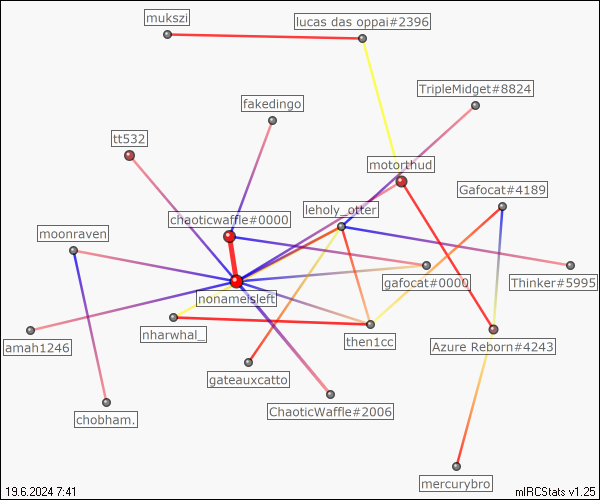 mukszi
lucas das oppai#2396
TripleMidget#8824
fakedingo
tt532
motorthud
Gafocat#4189
leholy_otter
chaoticwaffle#0000
moonraven
gafocat#0000
Thinker#5995
nonameisleft
nharwhal_
then1cc
Azure Reborn#4243
amah1246
gateauxcatto
ChaoticWaffle#2006
chobham.
mercurybro
19.6.2024 7:41
mIRCStats v1.25